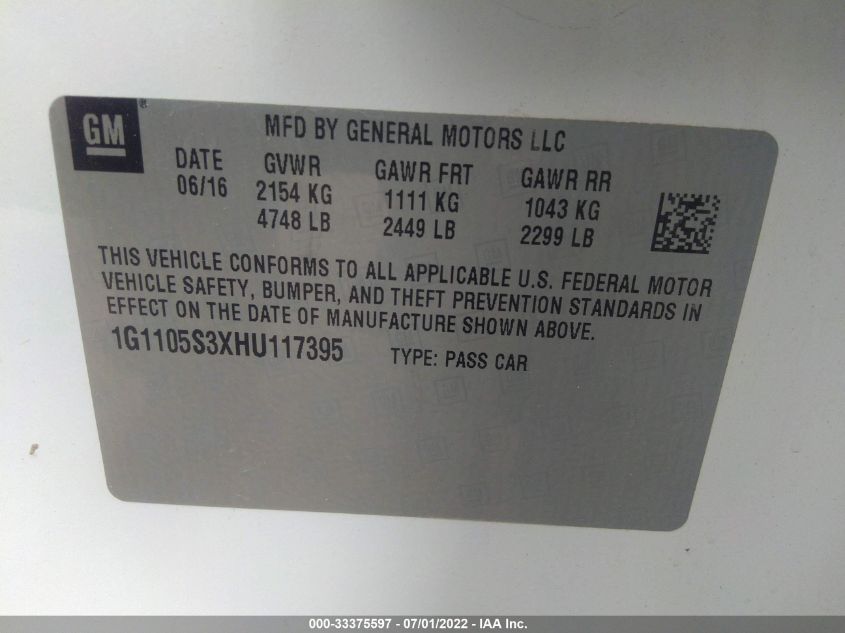 GM
MFD BY GENERAL MOTORS LLC
DATE GVWR GAWR FRT GAWR RR
06/16 2154 KG 1111 KG 1043 KG
4748 LB 2449 LB 2299 LB
THIS VEHICLE CONFORMS TO ALL APPLICABLE U.S. FEDERAL MOTOR
VEHICLE SAFETY, BUMPER, AND THEFT PREVENTION STANDARDS IN
EFFECT ON THE DATE OF MANUFACTURE SHOWN ABOVE.
1G1105S3XHU117395 TYPE: PASS CAR
000-33375597 - 07/01/2022 - IAA Inc.